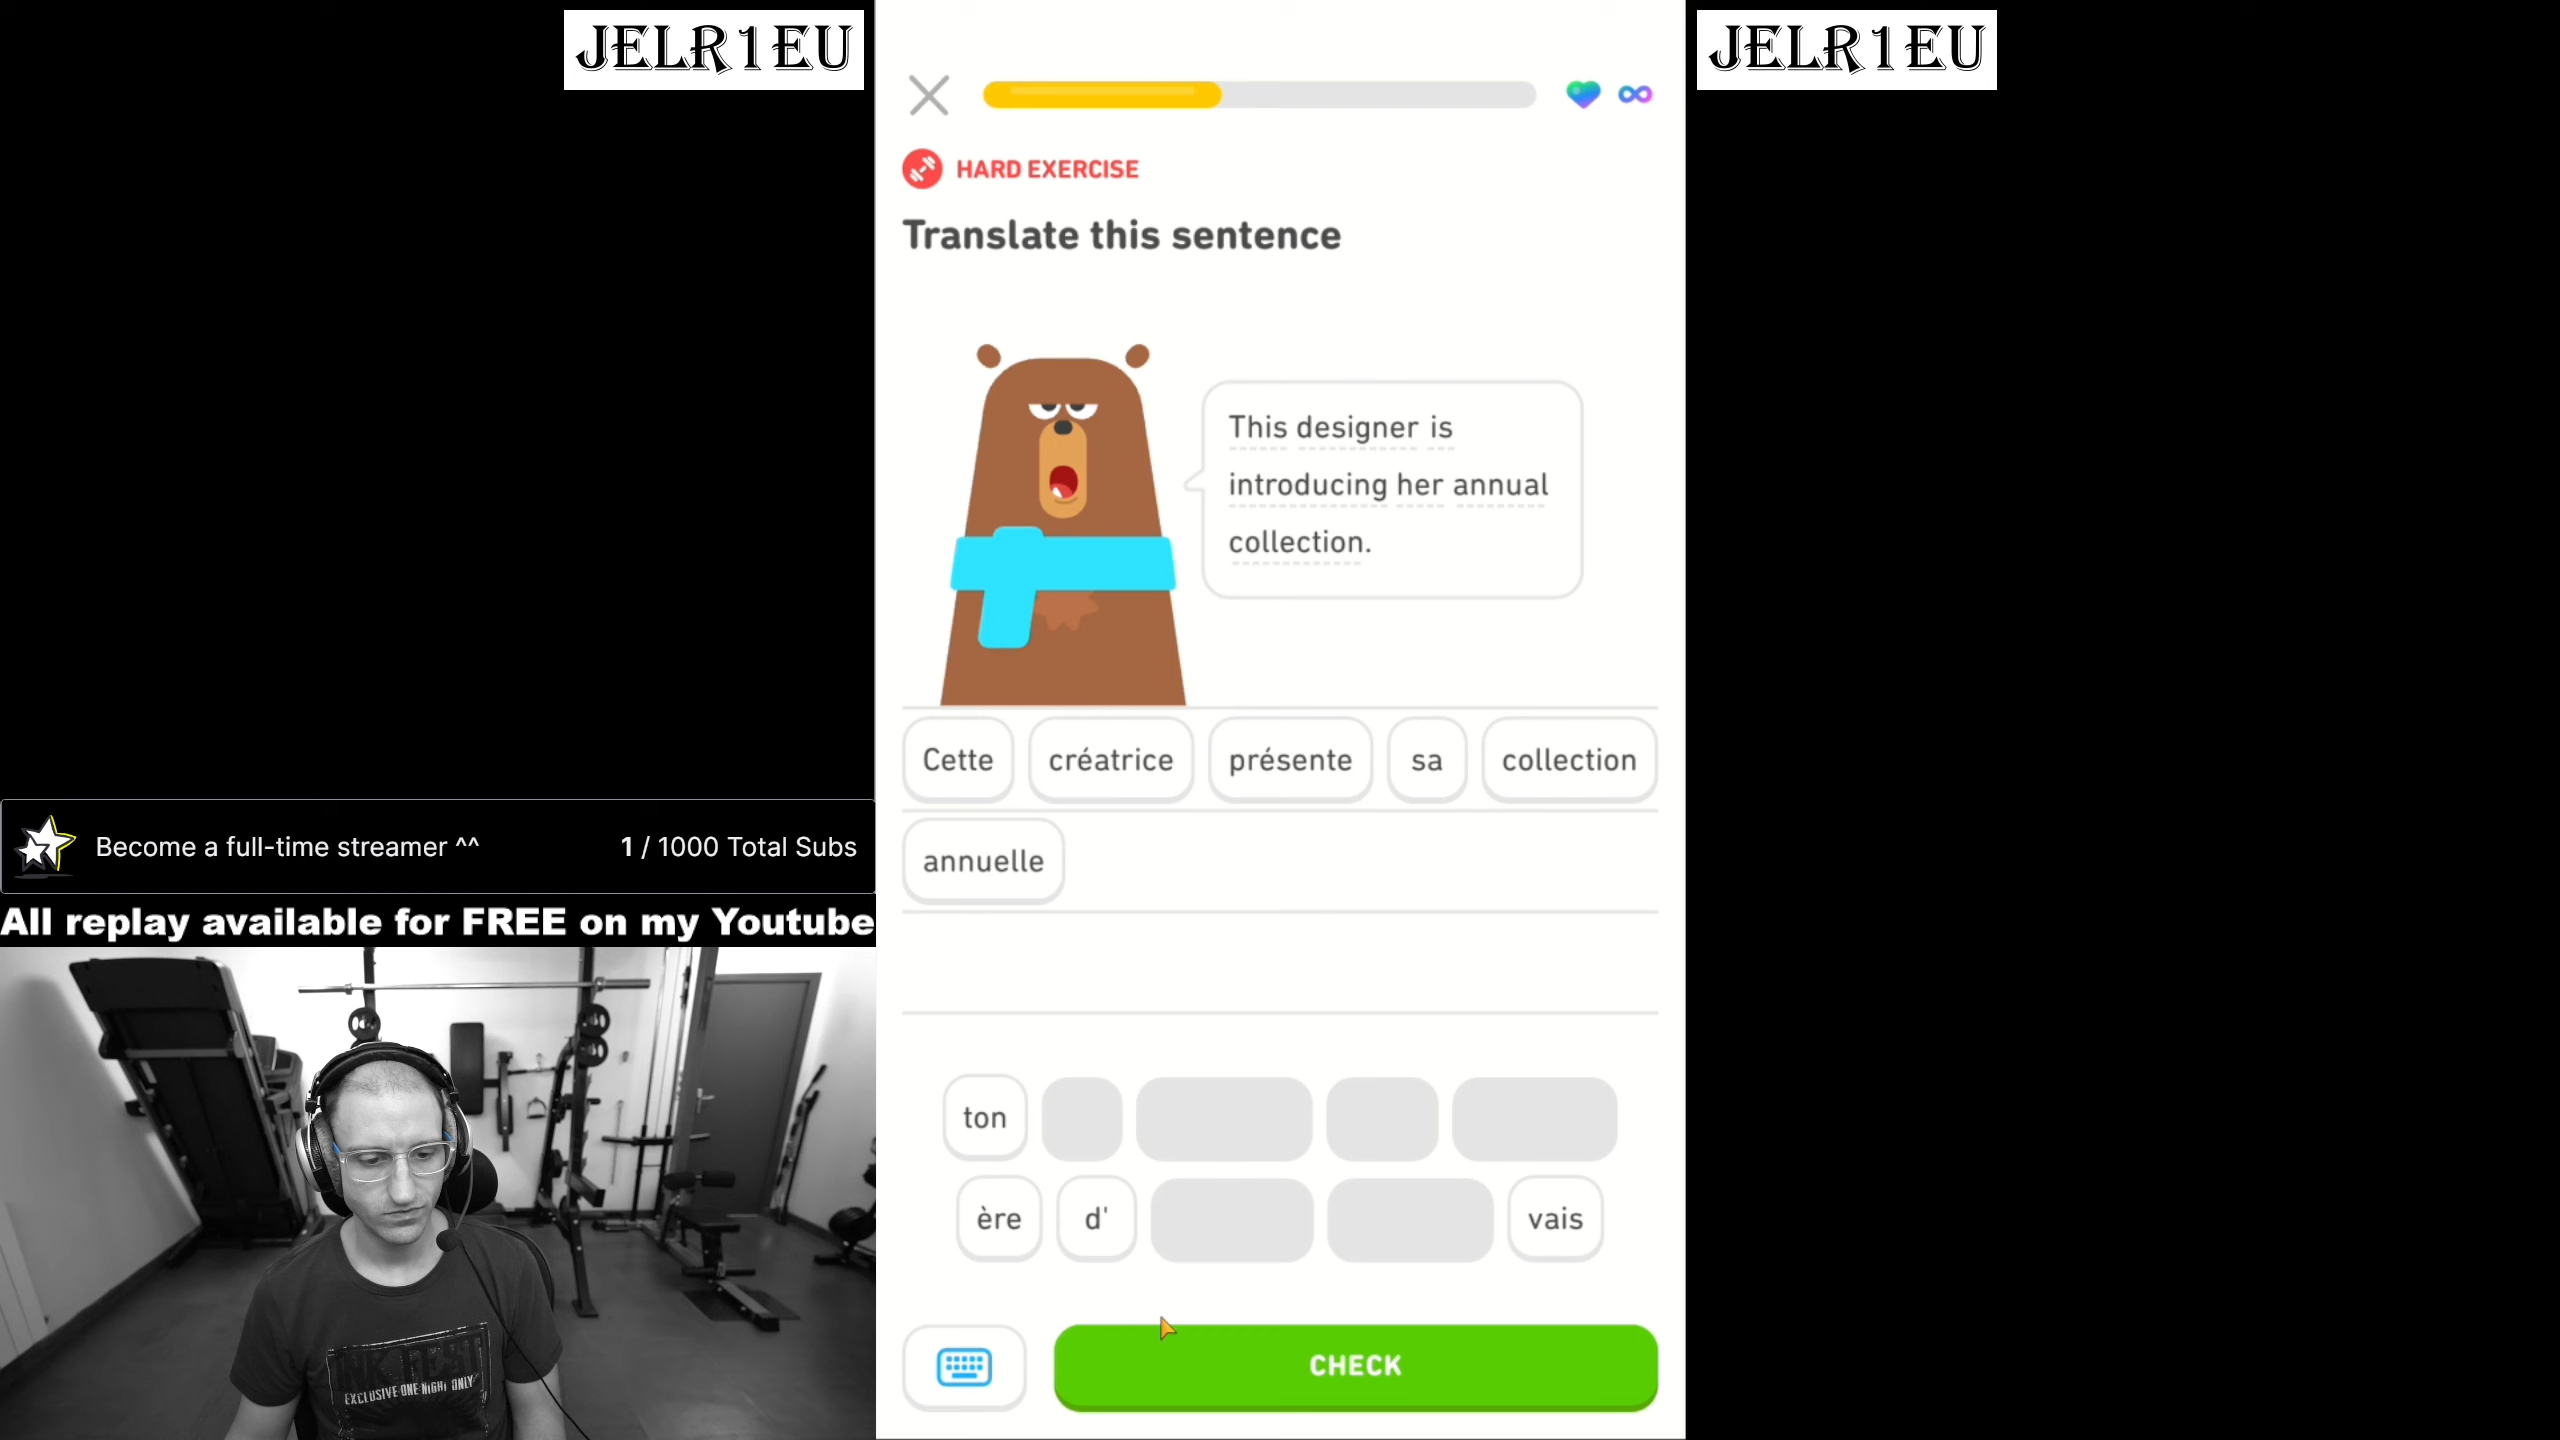 JELR1EU
JELR1EU
HARD EXERCISE
Translate this sentence
This designer is
introducing her annual
collection.
Cette créatrice présente sa collection
annuelle
ton
ère d' vais
CHECK
Become a full-time streamer ^^ 1 / 1000 Total Subs
All replay available for FREE on my Youtube
EXCLUSIVE ONE NIGHT ONLY